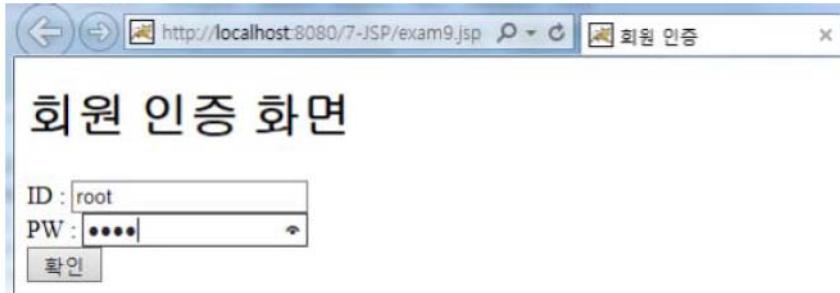 http://localhost:8080/7-JSP/exam9.jsp 회원 인증
회원 인증 화면
ID : root
PW : ••••
확인